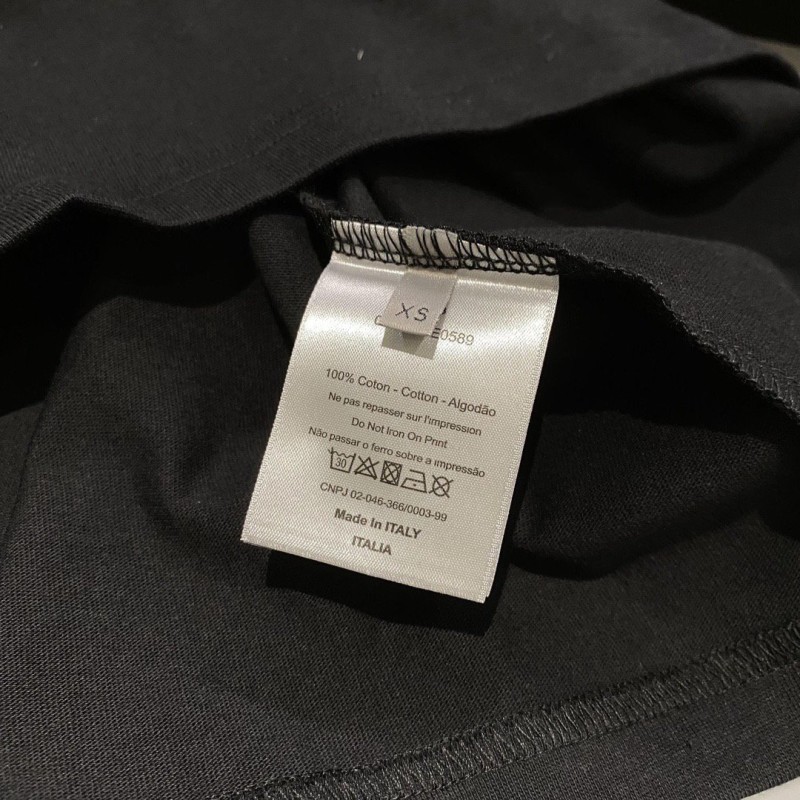 XS
E0589
100% Coton - Cotton - Algodão
Ne pas repasser sur l'impression
Do Not Iron On Print
Não passar o ferro sobre a impressão
30
CNPJ 02-046-366/0003-99
Made In ITALY
ITALIA